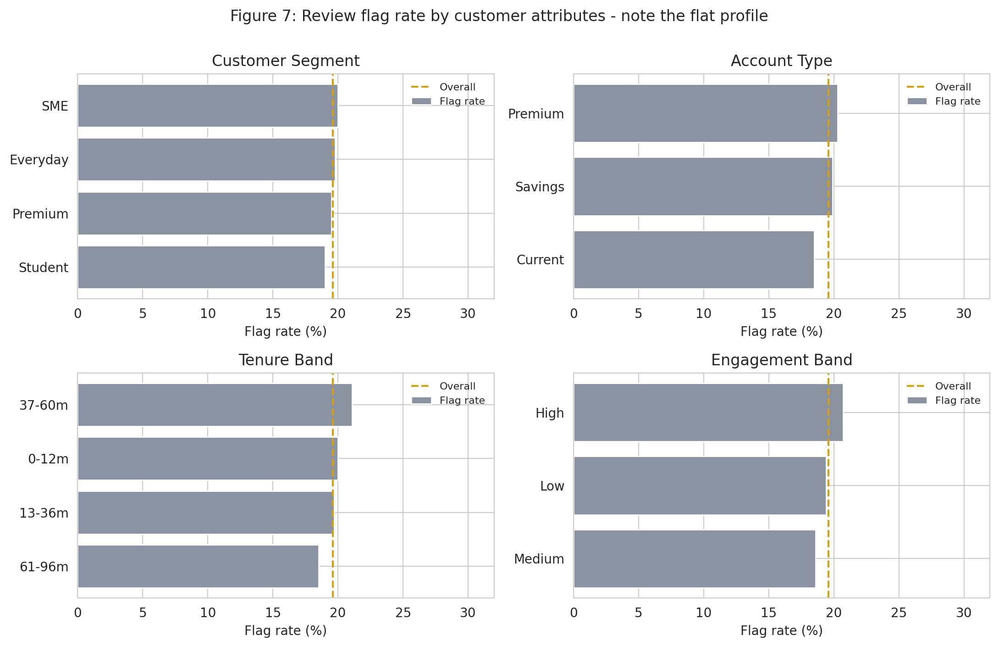 Figure 7: Review flag rate by customer attributes - note the flat profile
Customer Segment
Overall
Flag rate
SME
Everyday
Premium
Student
0 5 10 15 20 25 30
Flag rate (%)
Account Type
Overall
Flag rate
Premium
Savings
Current
0 5 10 15 20 25 30
Flag rate (%)
Tenure Band
Overall
Flag rate
37-60m
0-12m
13-36m
61-96m
0 5 10 15 20 25 30
Flag rate (%)
Engagement Band
Overall
Flag rate
High
Low
Medium
0 5 10 15 20 25 30
Flag rate (%)